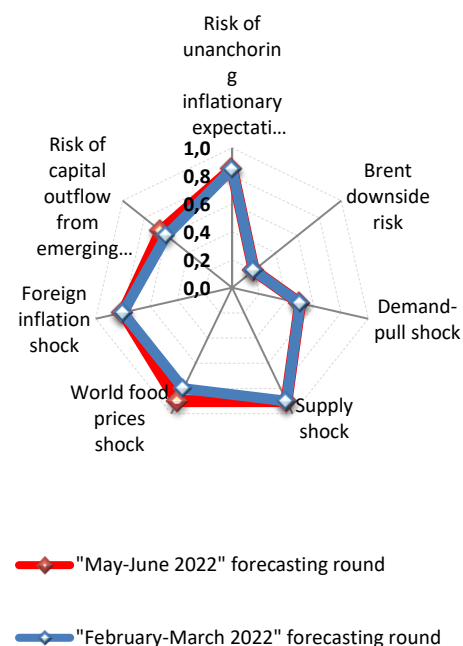 Risk of
unanchorin
g
inflationary
expectati...
1,0
0,8
0,6
0,4
0,2
0,0
Brent
downside
risk
Demand-
pull shock
Supply
shock
World food
prices
shock
Foreign
inflation
shock
Risk of
capital
outflow
from
emerging...
"May-June 2022" forecasting round
"February-March 2022" forecasting round